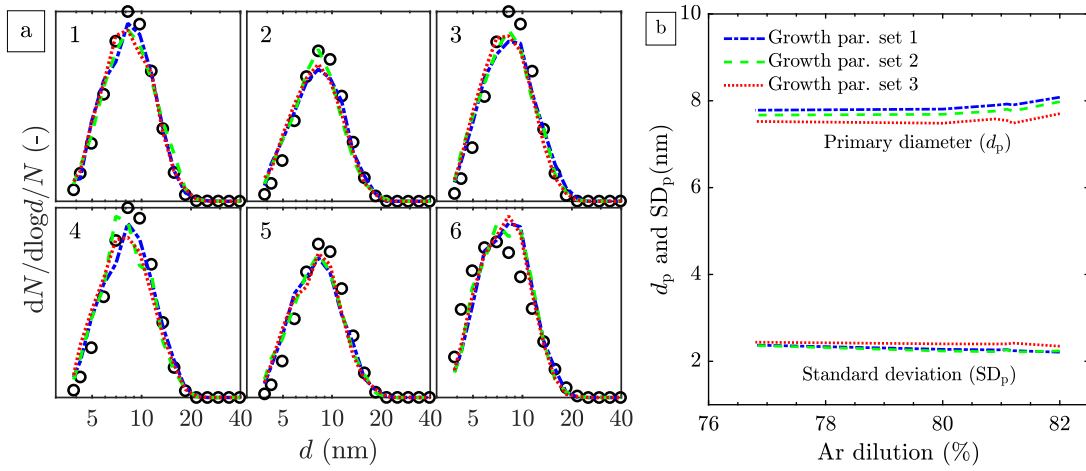 a
1
2
3
4
5
6
dN/dlogd/N (-)
5 10 20 40
5 10 20 40
5 10 20 40
d (nm)
b
Growth par. set 1
Growth par. set 2
Growth par. set 3
Primary diameter (dp)
Standard deviation (SDp)
10
8
6
4
2
dp and SDp(nm)
76 78 80 82
Ar dilution (%)